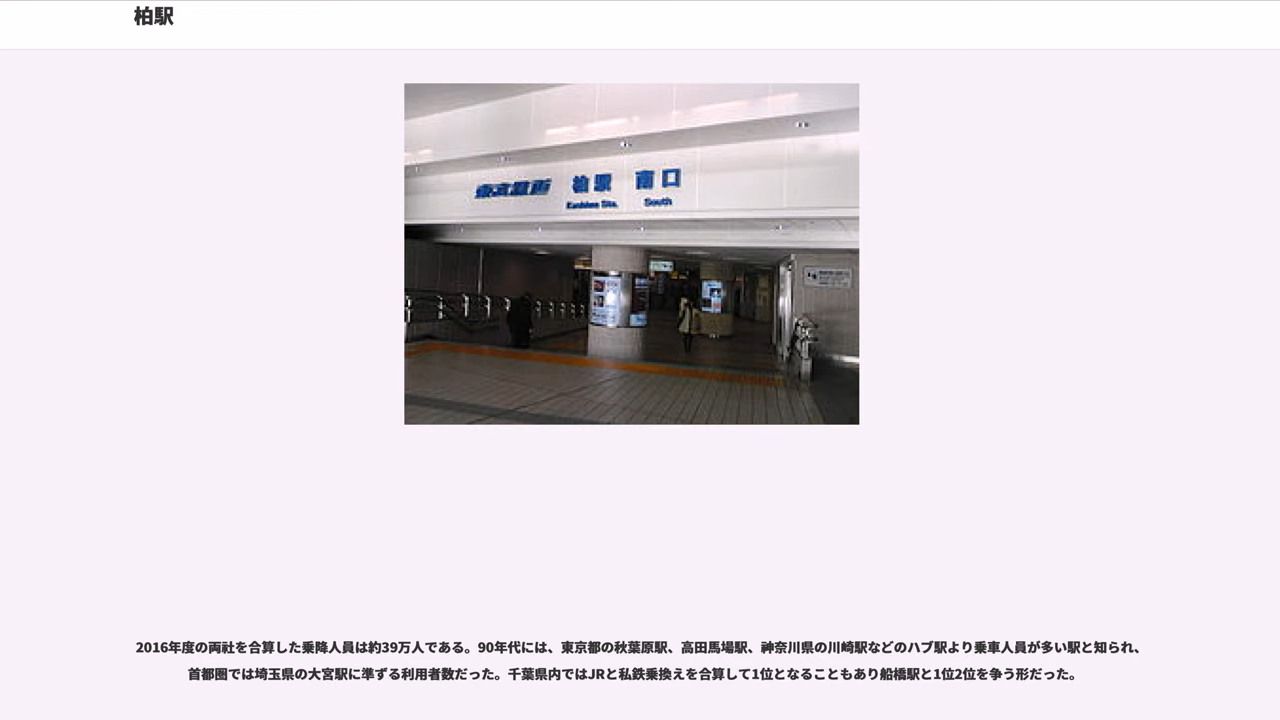 柏駅
柏駅 南口
Kashiwa Sta. South
2016年度の両社を合算した乗降人員は約39万人である。90年代には、東京都の秋葉原駅、高田馬場駅、神奈川県の川崎駅などのハブ駅より乗車人員が多い駅と知られ、
首都圏では埼玉県の大宮駅に準ずる利用者数だった。千葉県内ではJRと私鉄乗換えを合算して1位となることもあり船橋駅と1位2位を争う形だった。